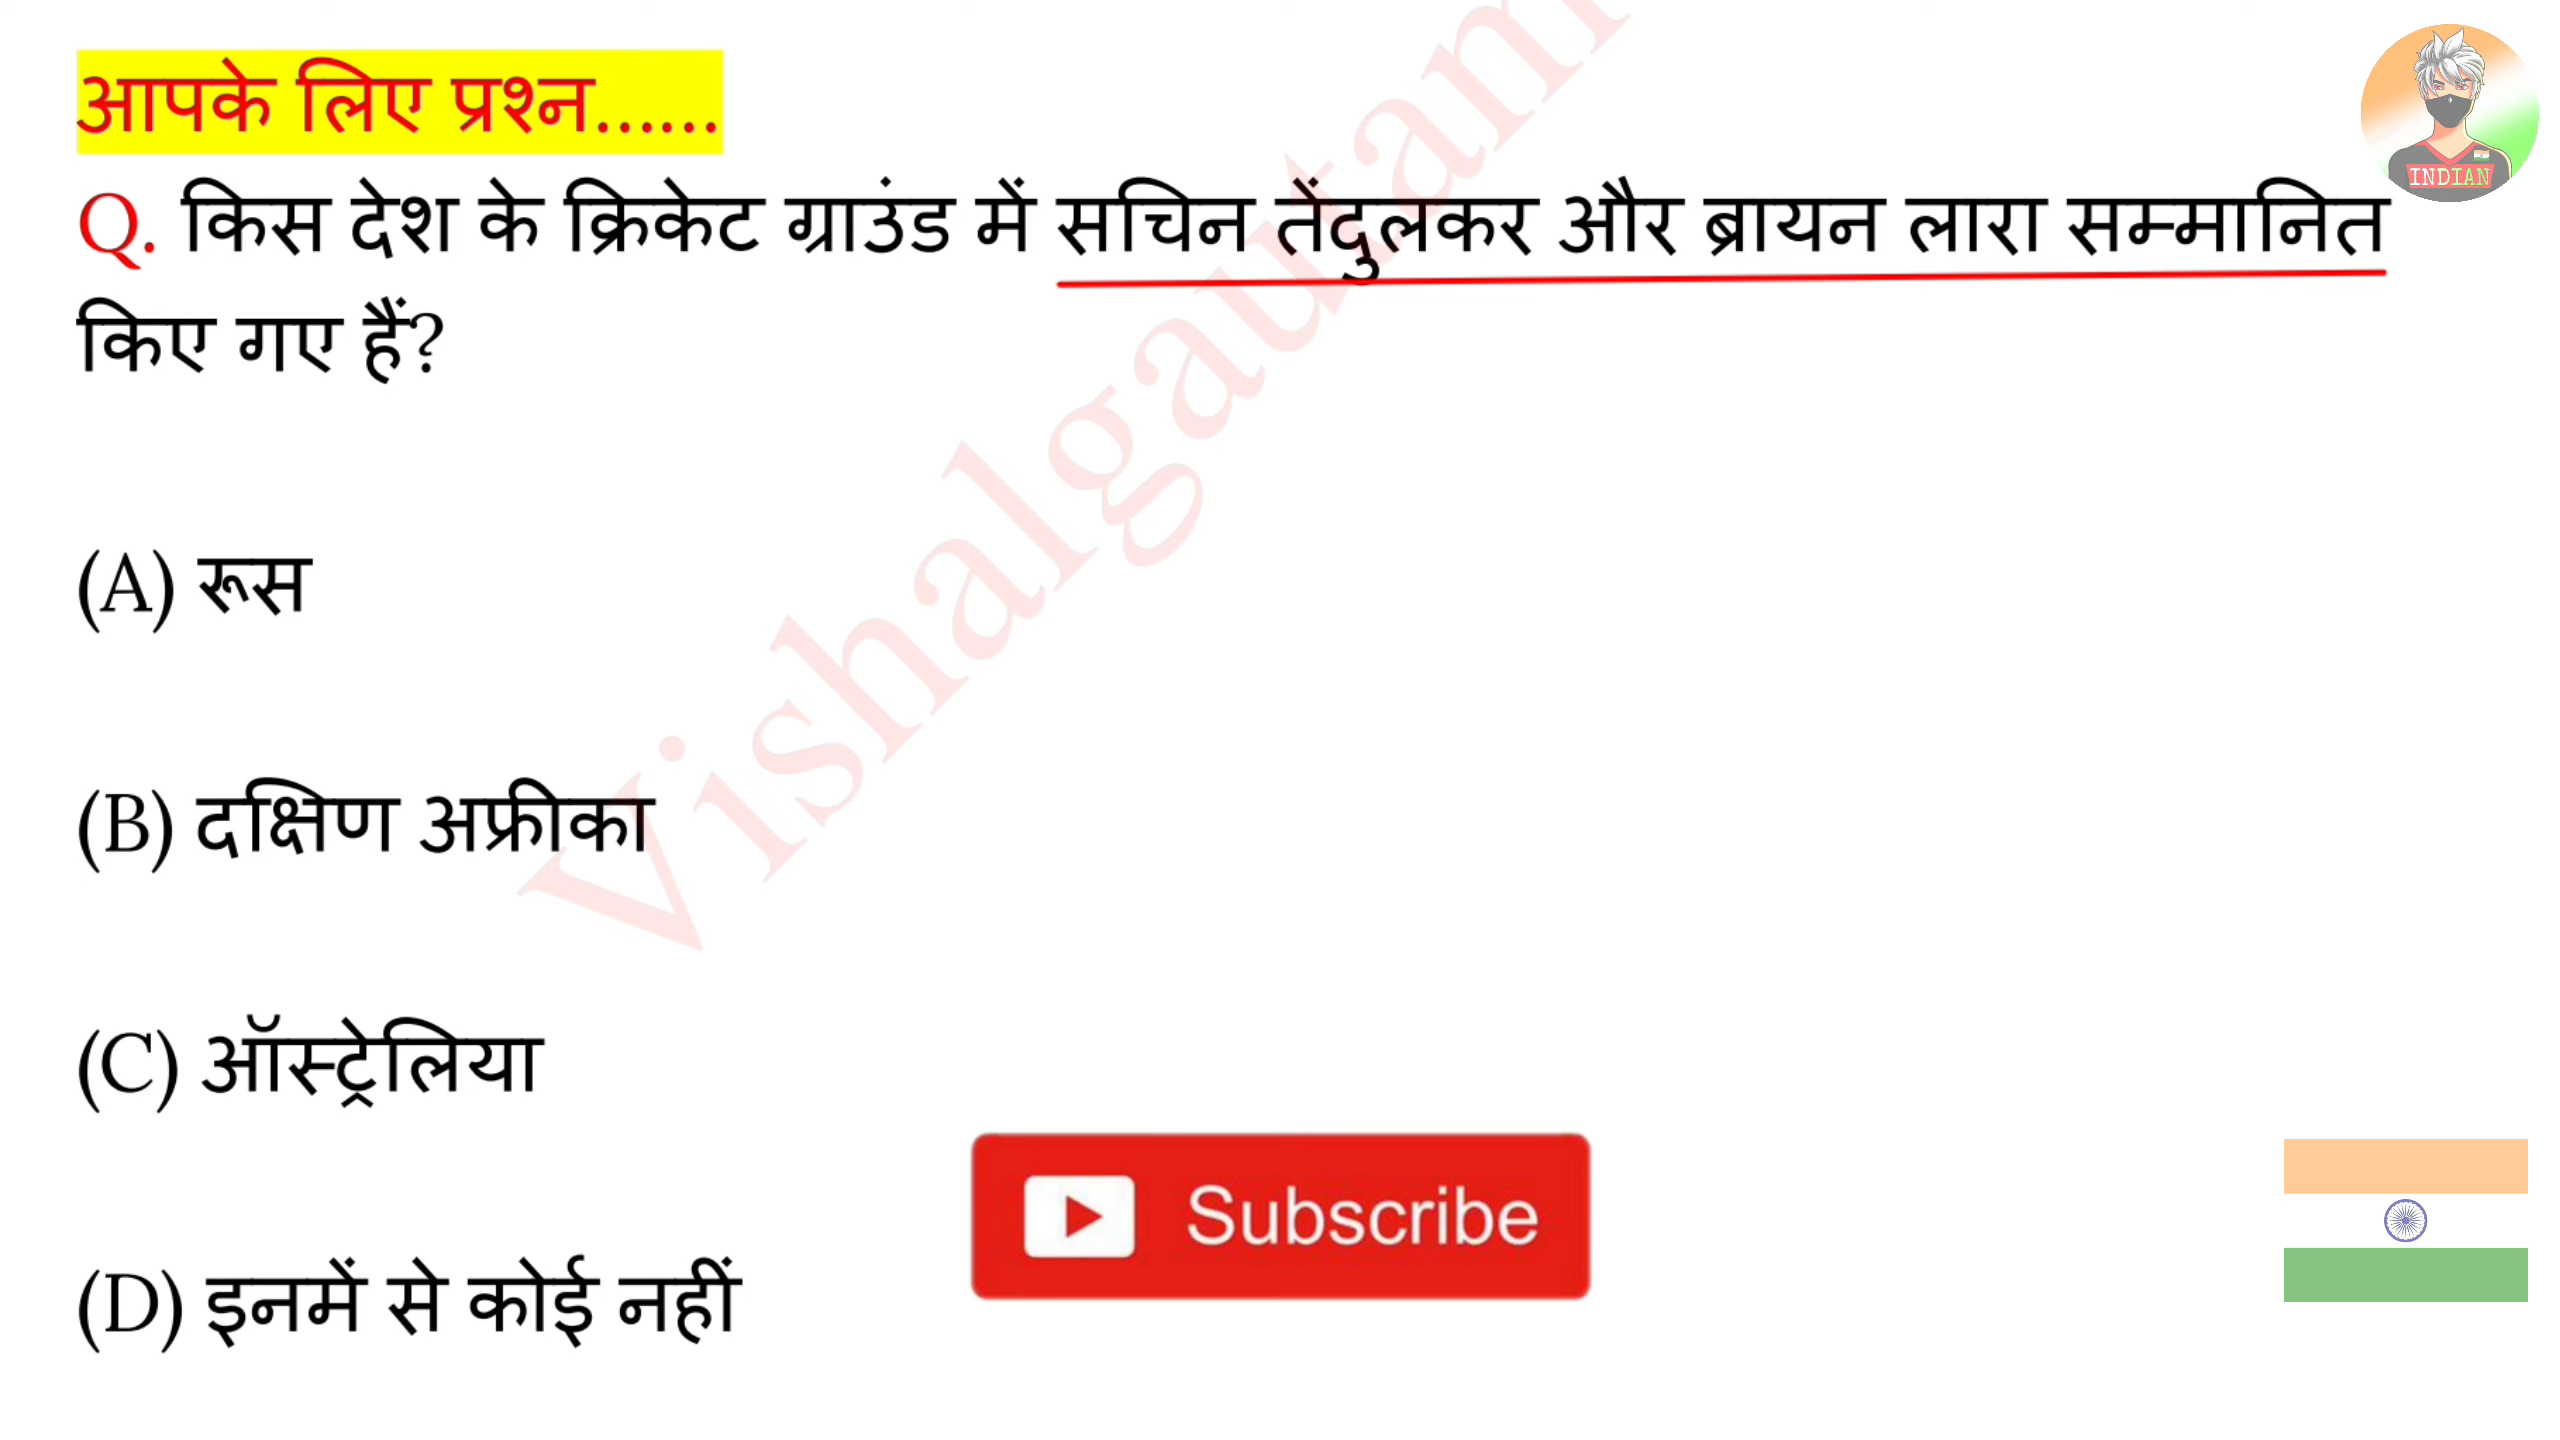 आपके लिए प्रश्न......
Q. किस देश के क्रिकेट ग्राउंड में सचिन तेंदुलकर और ब्रायन लारा सम्मानित
किए गए हैं?
(A) रूस
(B) दक्षिण अफ्रीका
(C) ऑस्ट्रेलिया
(D) इनमें से कोई नहीं
Subscribe
INDIAN
Vishalgautam